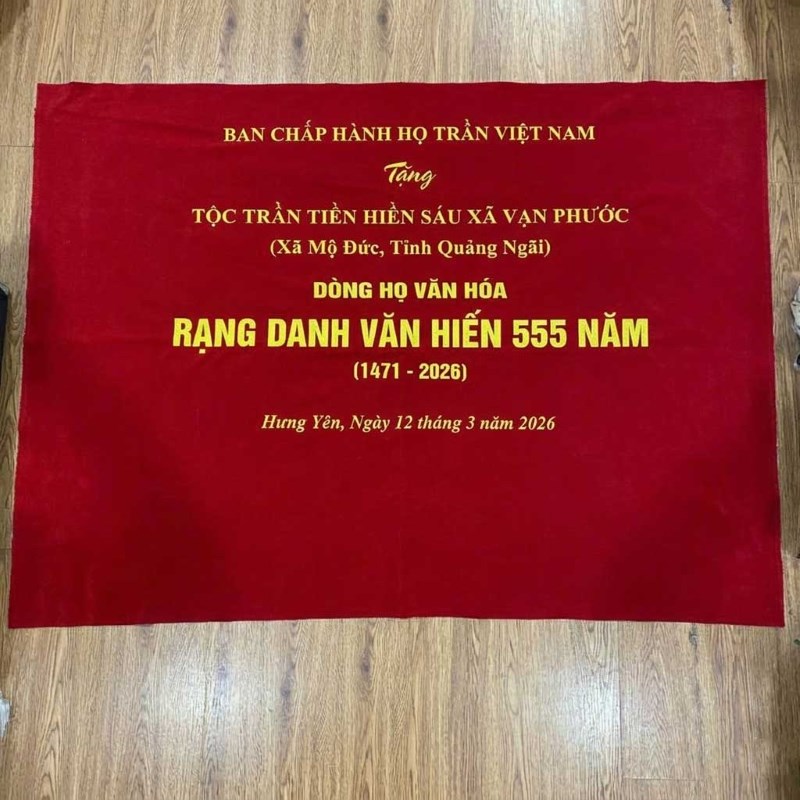 BAN CHẤP HÀNH HỌ TRẦN VIỆT NAM
Tặng
TỘC TRẦN TIỀN HIỀN SÁU XÃ VẠN PHƯỚC
(Xã Mộ Đức, Tỉnh Quảng Ngãi)
DÒNG HỌ VĂN HÓA
RẠNG DANH VĂN HIẾN 555 NĂM
(1471 - 2026)
Hưng Yên, Ngày 12 tháng 3 năm 2026